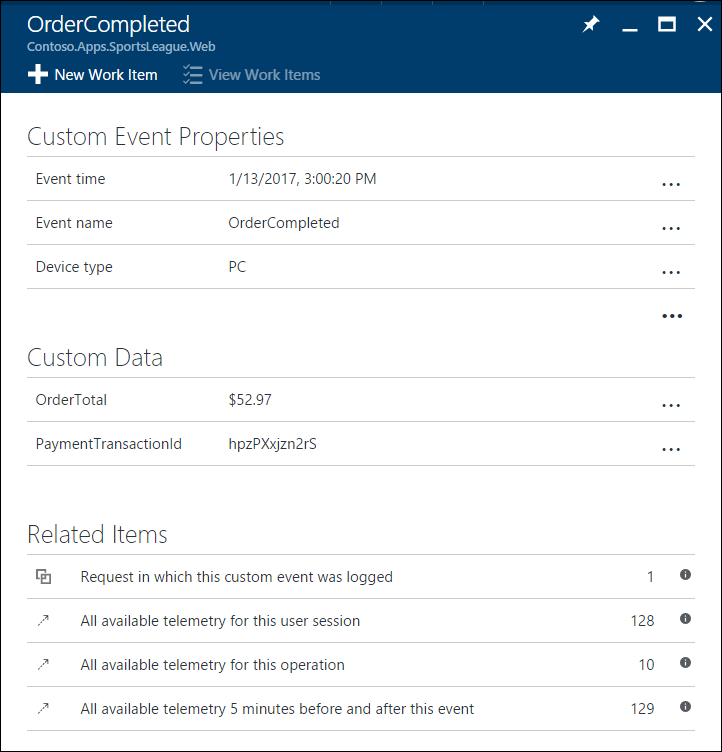 OrderCompleted
Contoso.Apps.SportsLeague.Web
New Work Item View Work Items
Custom Event Properties
Event time 1/13/2017, 3:00:20 PM ...
Event name OrderCompleted ...
Device type PC ...
...
Custom Data
OrderTotal $52.97 ...
PaymentTransactionId hpzPXxjzn2rS ...
Related Items
Request in which this custom event was logged 1
All available telemetry for this user session 128
All available telemetry for this operation 10
All available telemetry 5 minutes before and after this event 129